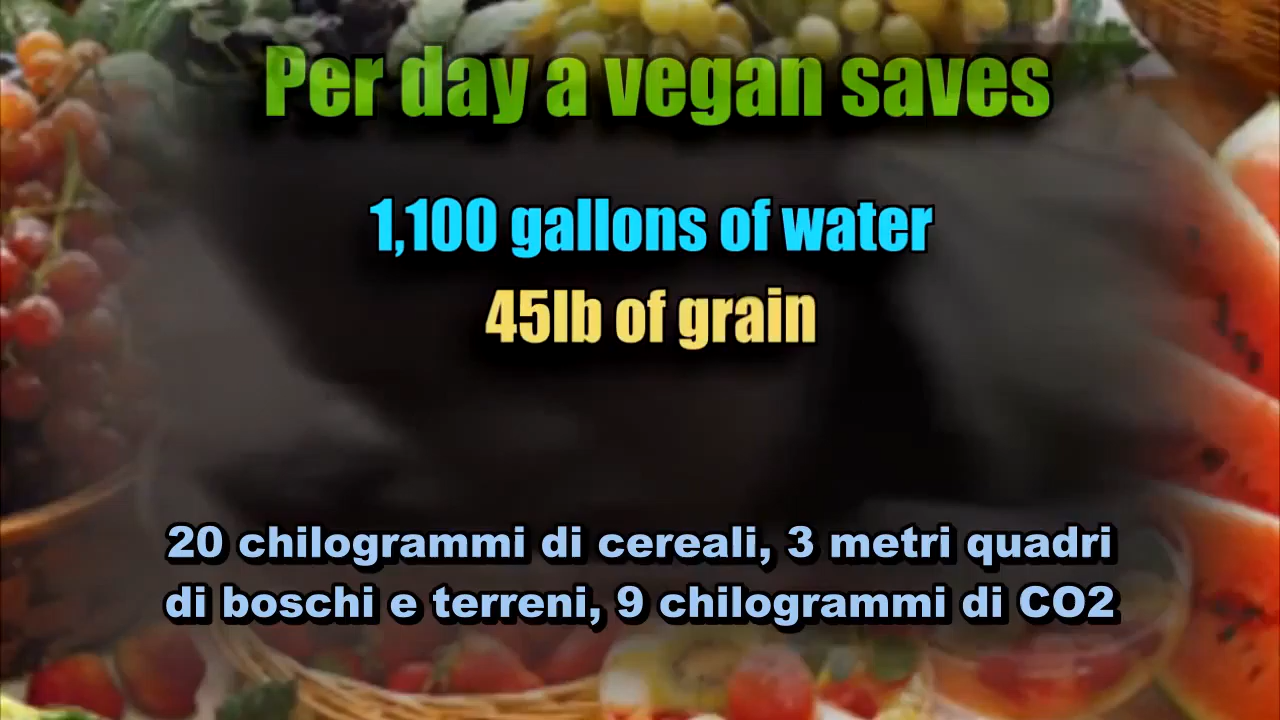 Per day a vegan saves
1,100 gallons of water
45lb of grain
20 chilogrammi di cereali, 3 metri quadri
di boschi e terreni, 9 chilogrammi di CO2